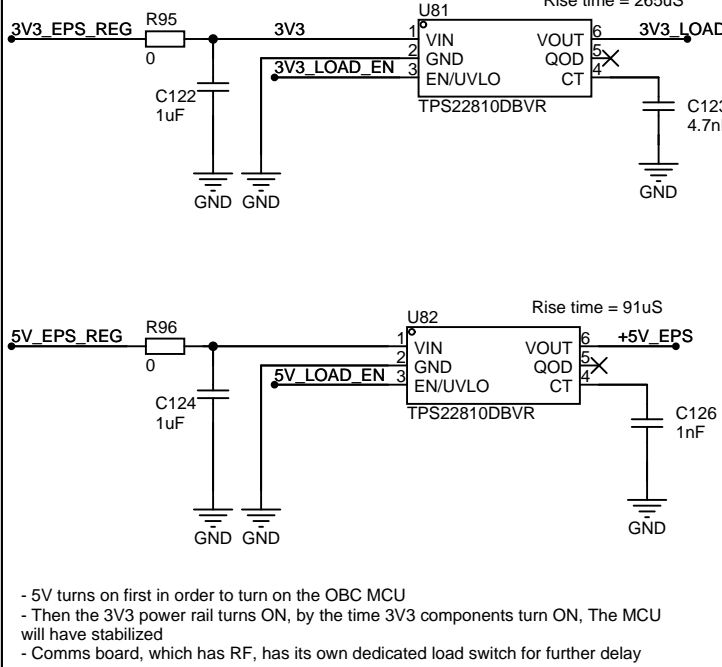 Rise time = 265uS
U81
3V3_EPS_REG
R95
0
3V3
1 VIN
2 GND
3 EN/UVLO
VOUT 6
QOD 5
CT 4
3V3_LOAD
3V3_LOAD_EN
TPS22810DBVR
C122
1uF
C123
4.7n
GND
GND
GND
Rise time = 91uS
U82
5V_EPS_REG
R96
0
1 VIN
2 GND
3 EN/UVLO
VOUT 6
QOD 5
CT 4
+5V_EPS
5V_LOAD_EN
TPS22810DBVR
C124
1uF
C126
1nF
GND
GND
GND
- 5V turns on first in order to turn on the OBC MCU
- Then the 3V3 power rail turns ON, by the time 3V3 components turn ON, The MCU
will have stabilized
- Comms board, which has RF, has its own dedicated load switch for further delay